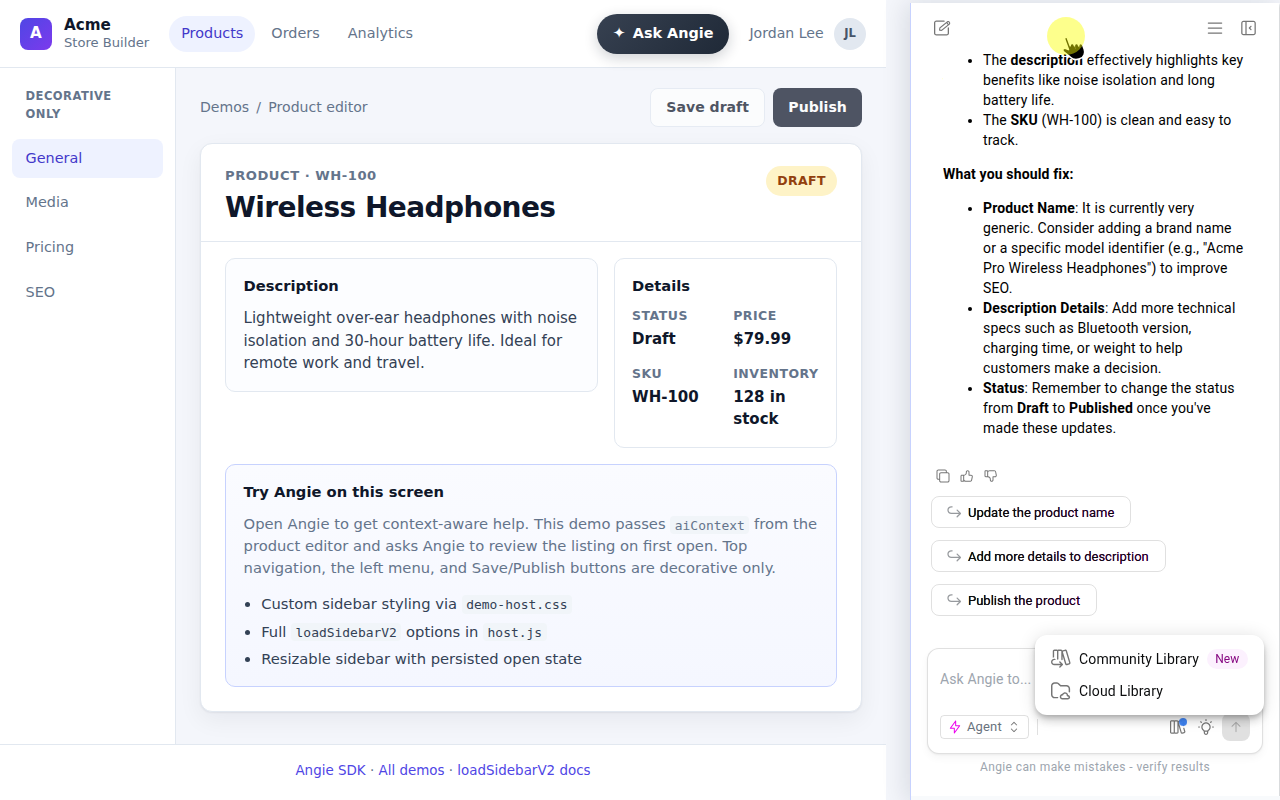 A
Acme
Store Builder
Products
Orders
Analytics
✦ Ask Angie
Jordan Lee
JL
DECORATIVE
ONLY
General
Media
Pricing
SEO
Demos / Product editor
Save draft
Publish
PRODUCT · WH-100
Wireless Headphones
DRAFT
Description
Lightweight over-ear headphones with noise
isolation and 30-hour battery life. Ideal for
remote work and travel.
Details
STATUS
Draft
PRICE
$79.99
SKU
WH-100
INVENTORY
128 in
stock
Try Angie on this screen
Open Angie to get context-aware help. This demo passes aiContext from the
product editor and asks Angie to review the listing on first open. Top
navigation, the left menu, and Save/Publish buttons are decorative only.
• Custom sidebar styling via demo-host.css
• Full loadSidebarV2 options in host.js
• Resizable sidebar with persisted open state
Angie SDK · All demos · loadSidebarV2 docs
• The description effectively highlights key
benefits like noise isolation and long
battery life.
• The SKU (WH-100) is clean and easy to
track.
What you should fix:
• Product Name: It is currently very
generic. Consider adding a brand name
or a specific model identifier (e.g., "Acme
Pro Wireless Headphones") to improve
SEO.
• Description Details: Add more technical
specs such as Bluetooth version,
charging time, or weight to help
customers make a decision.
• Status: Remember to change the status
from Draft to Published once you've
made these updates.
Update the product name
Add more details to description
Publish the product
Community Library New
Cloud Library
Ask Angie to...
Agent
Angie can make mistakes - verify results